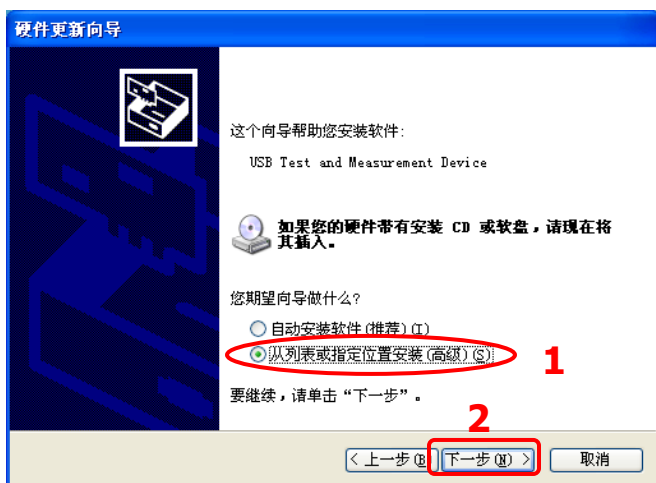 硬件更新向导
这个向导帮助您安装软件:
USB Test and Measurement Device
如果您的硬件带有安装 CD 或软盘,请现在将
其插入。
您期望向导做什么?
自动安装软件(推荐)(I)
从列表或指定位置安装(高级)(S)
1
要继续,请单击“下一步”。
2
< 上一步(B
下一步(N) >
取消